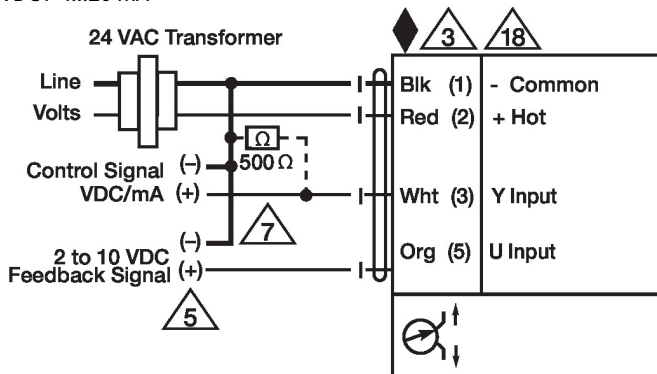 24 VAC Transformer
3
18
Line
Volts
Blk (1) - Common
Red (2) + Hot
Ω
500 Ω
Control Signal (–)
VDC/mA (+)
Wht (3) Y Input
7
(–)
2 to 10 VDC
Feedback Signal (+)
Org (5) U Input
5